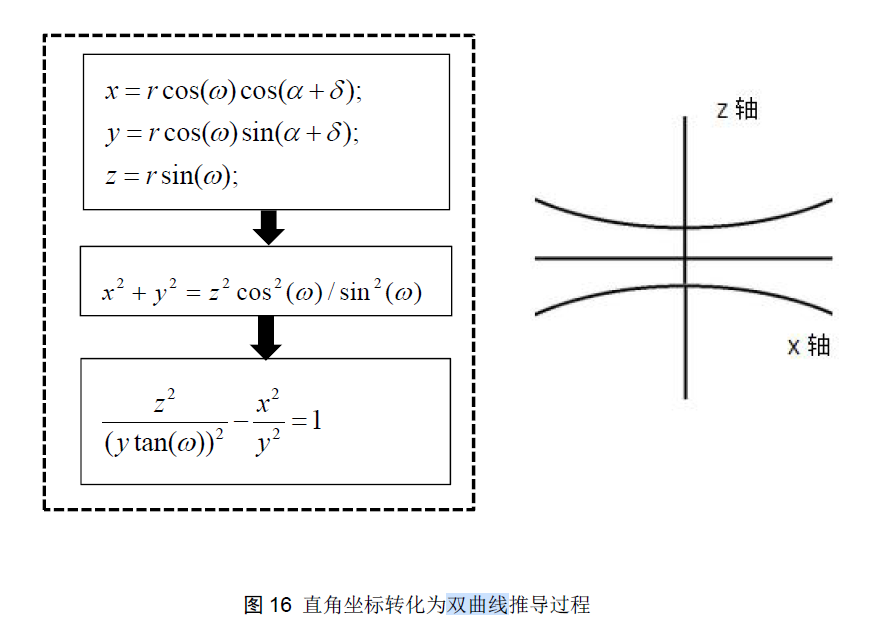 x = r cos(ω)cos(α + δ);
y = r cos(ω)sin(α + δ);
z = r sin(ω);
x² + y² = z² cos²(ω) / sin²(ω)
z²/(y tan(ω))² − x²/y² = 1
z 轴
x 轴
图 16 直角坐标转化为双曲线推导过程